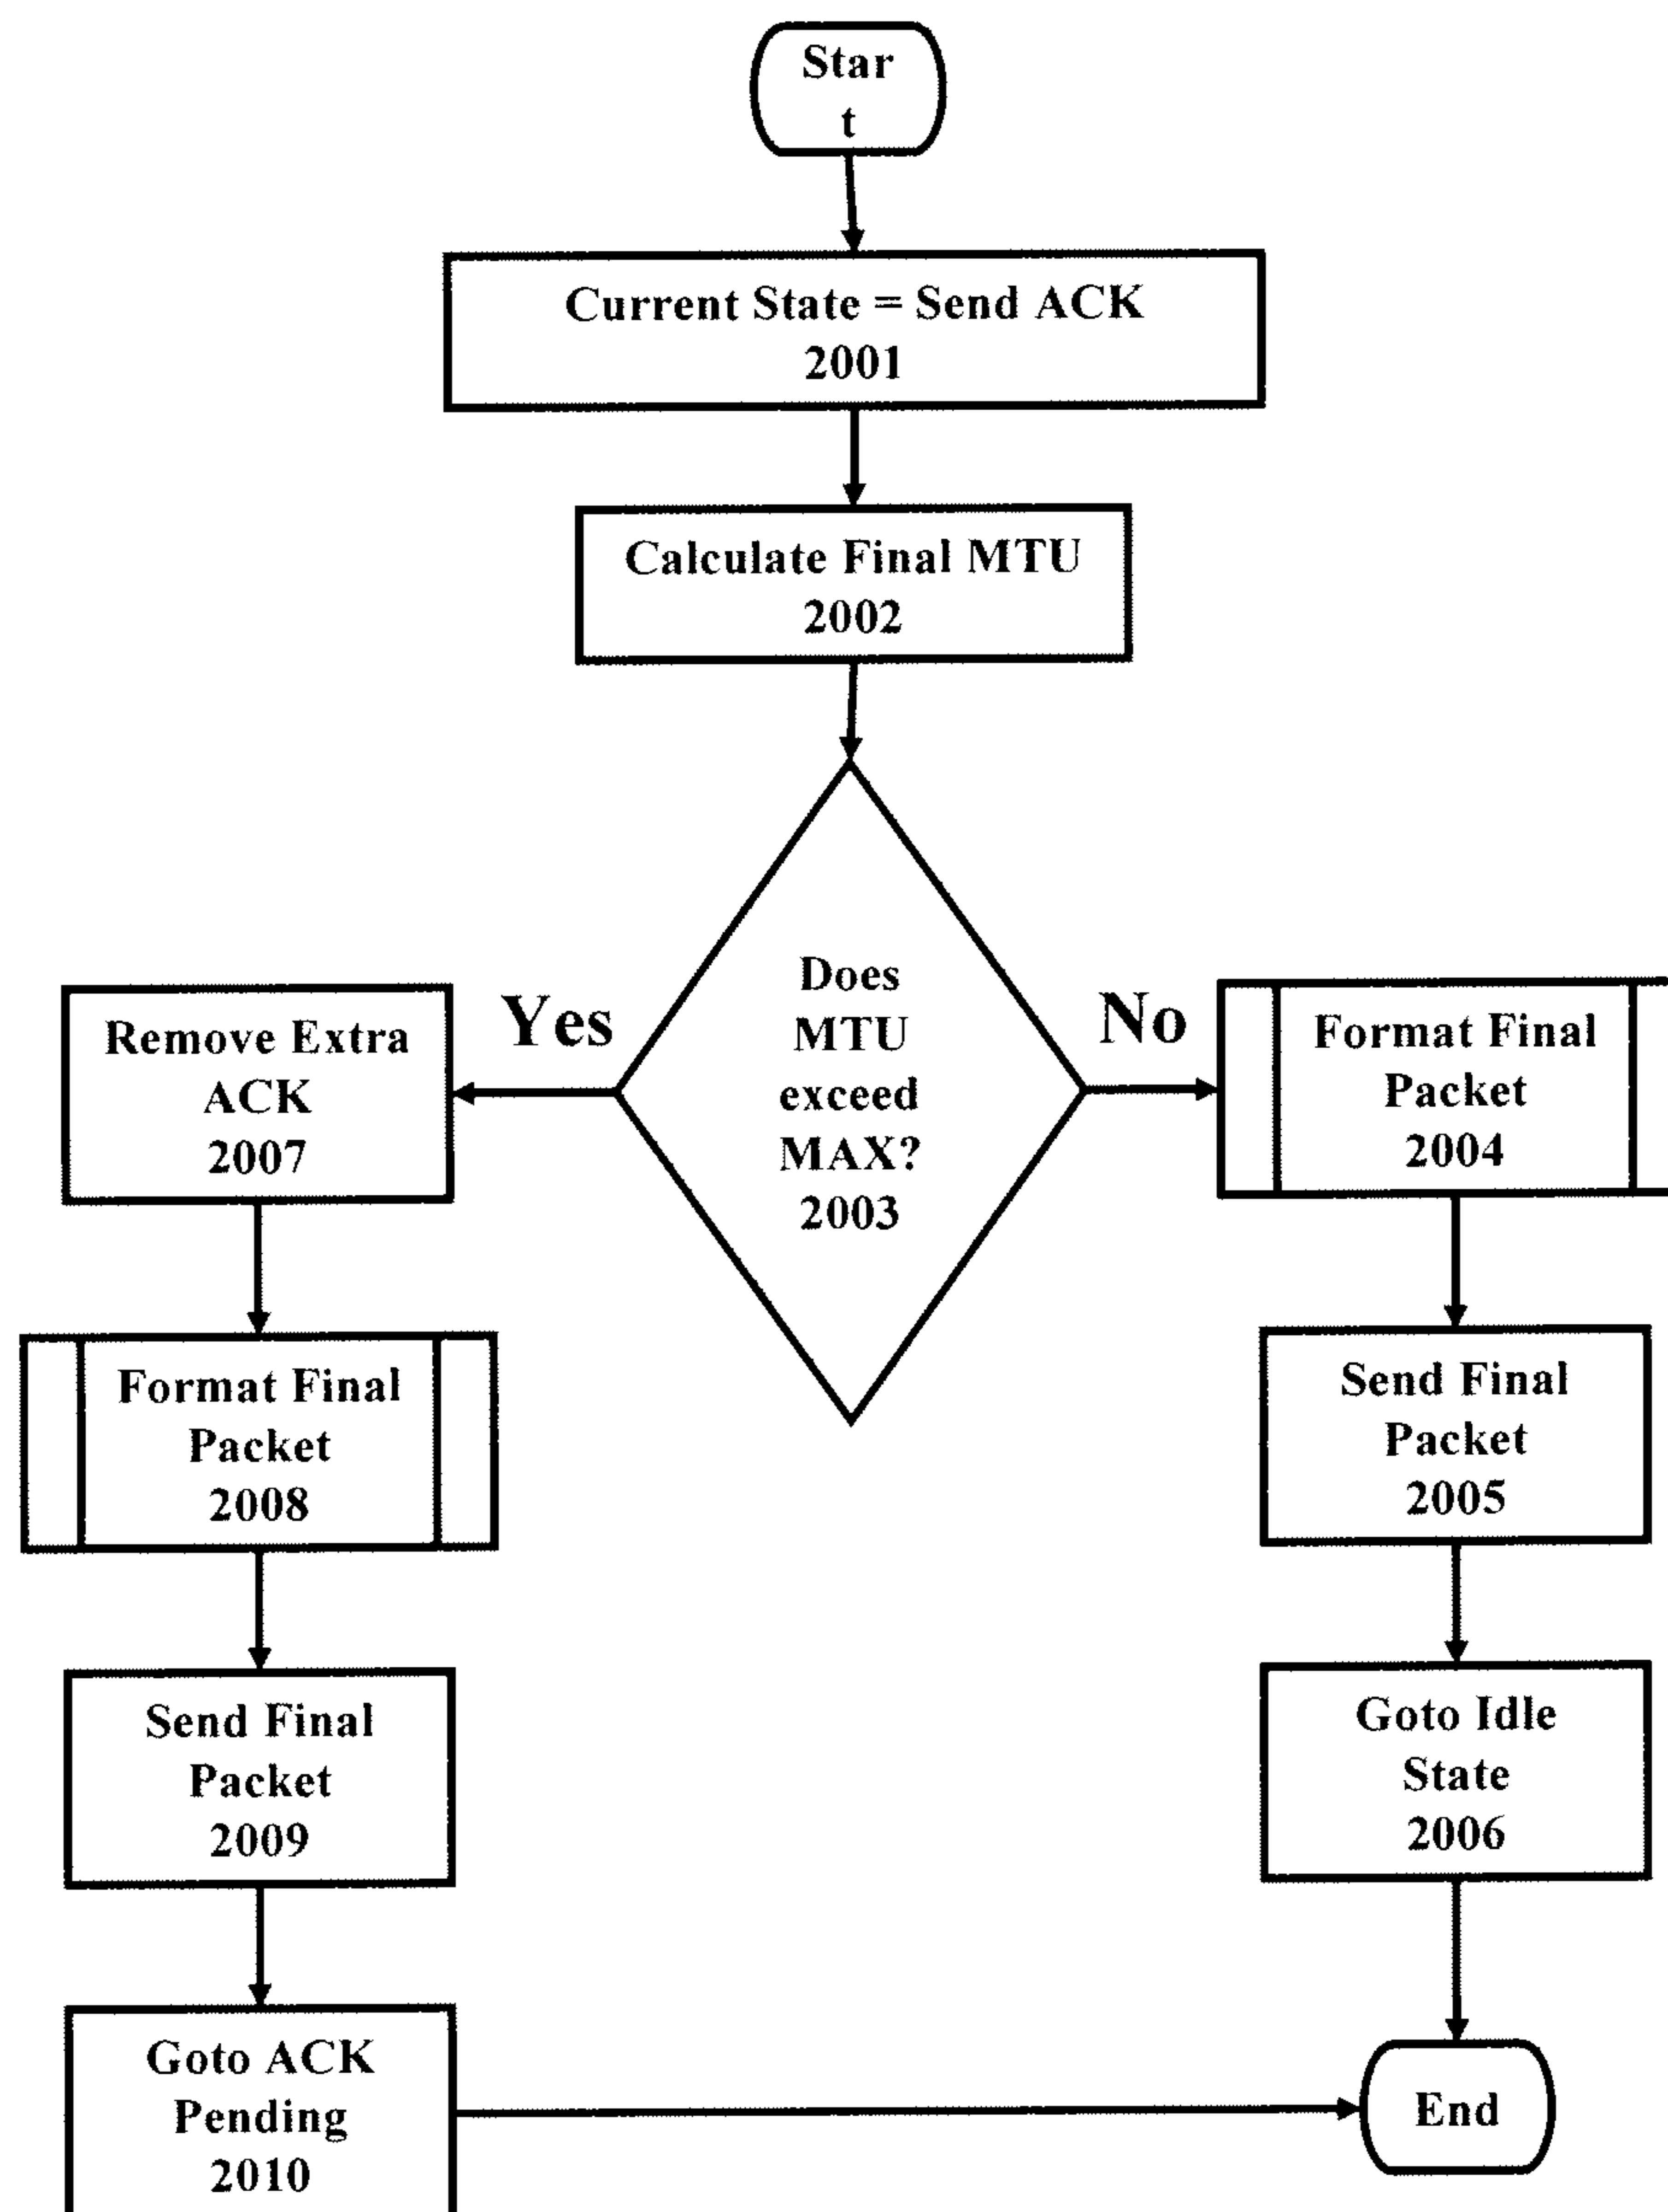 Star
t
Current State = Send ACK
2001
Calculate Final MTU
2002
Does
MTU
exceed
MAX?
2003
Yes
No
Remove Extra
ACK
2007
Format Final
Packet
2008
Send Final
Packet
2009
Goto ACK
Pending
2010
Format Final
Packet
2004
Send Final
Packet
2005
Goto Idle
State
2006
End